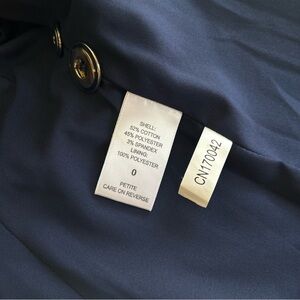 SHELL:
52% COTTON
45% POLYESTER
3% SPANDEX
LINING:
100% POLYESTER
0
PETITE
CARE ON REVERSE
CN170042